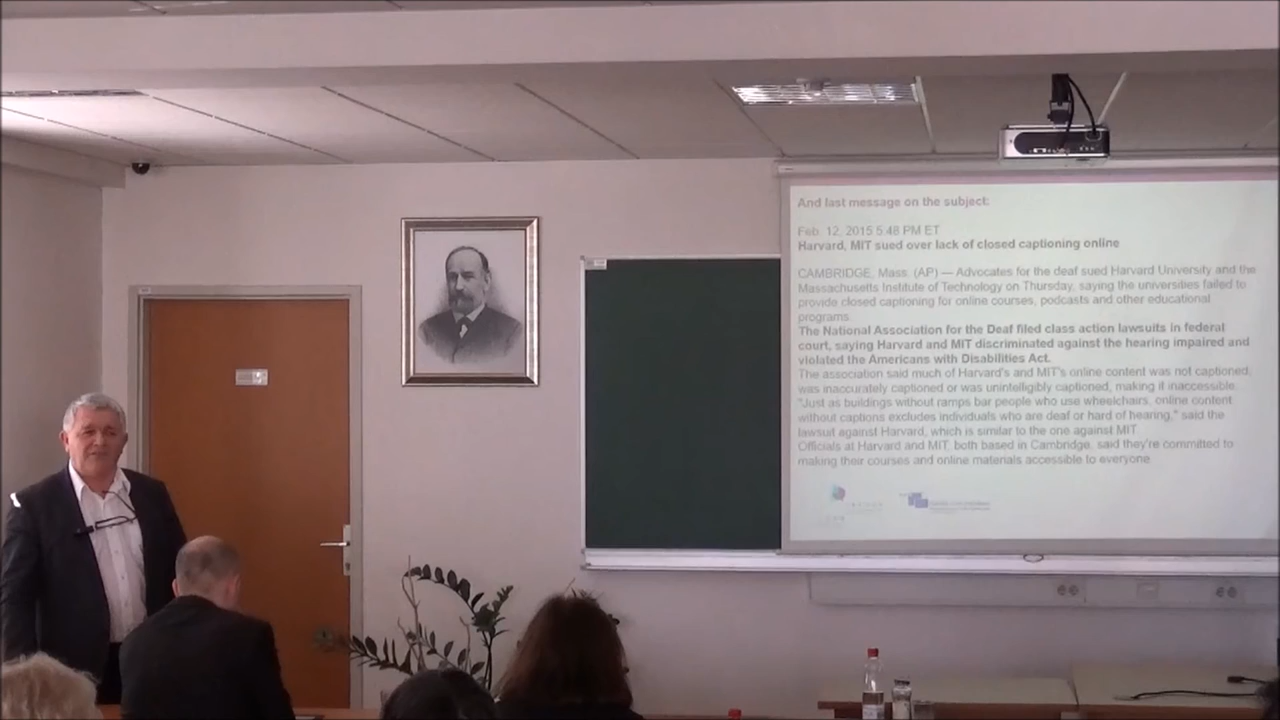 And last message on the subject:
Feb. 12, 2015 5:48 PM ET
Harvard, MIT sued over lack of closed captioning online
CAMBRIDGE, Mass. (AP) — Advocates for the deaf sued Harvard University and the
Massachusetts Institute of Technology on Thursday, saying the universities failed to
provide closed captioning for online courses, podcasts and other educational
programs.
The National Association for the Deaf filed class action lawsuits in federal
court, saying Harvard and MIT discriminated against the hearing impaired and
violated the Americans with Disabilities Act.
The association said much of Harvard's and MIT's online content was not captioned,
was inaccurately captioned or was unintelligibly captioned, making it inaccessible.
"Just as buildings without ramps bar people who use wheelchairs, online content
without captions excludes individuals who are deaf or hard of hearing," said the
lawsuit against Harvard, which is similar to the one against MIT.
Officials at Harvard and MIT, both based in Cambridge, said they're committed to
making their courses and online materials accessible to everyone.